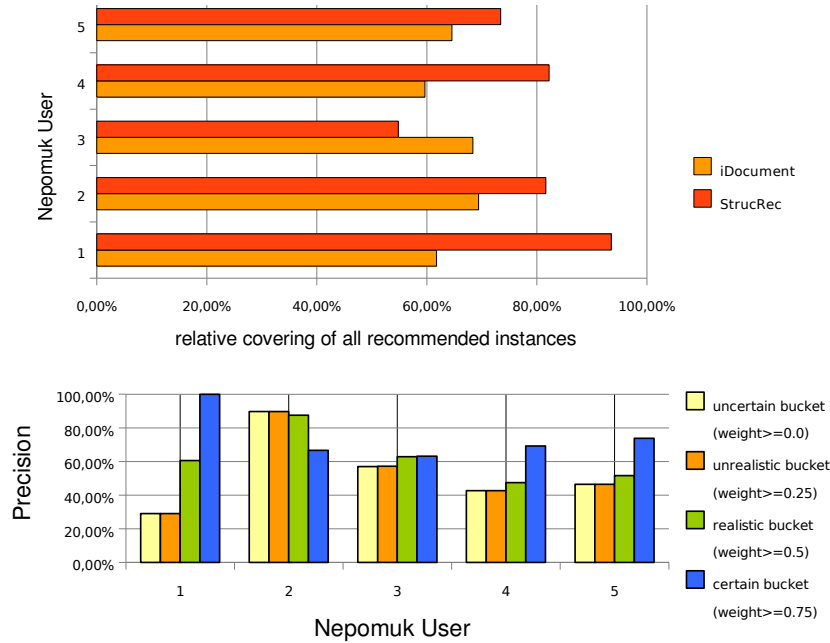 5
4
3
2
1
Nepomuk User
0,00%
20,00%
40,00%
60,00%
80,00%
100,00%
relative covering of all recommended instances
iDocument
StrucRec
100,00%
80,00%
60,00%
40,00%
20,00%
0,00%
Precision
1
2
3
4
5
Nepomuk User
uncertain bucket
(weight>=0.0)
unrealistic bucket
(weight>=0.25)
realistic bucket
(weight>=0.5)
certain bucket
(weight>=0.75)